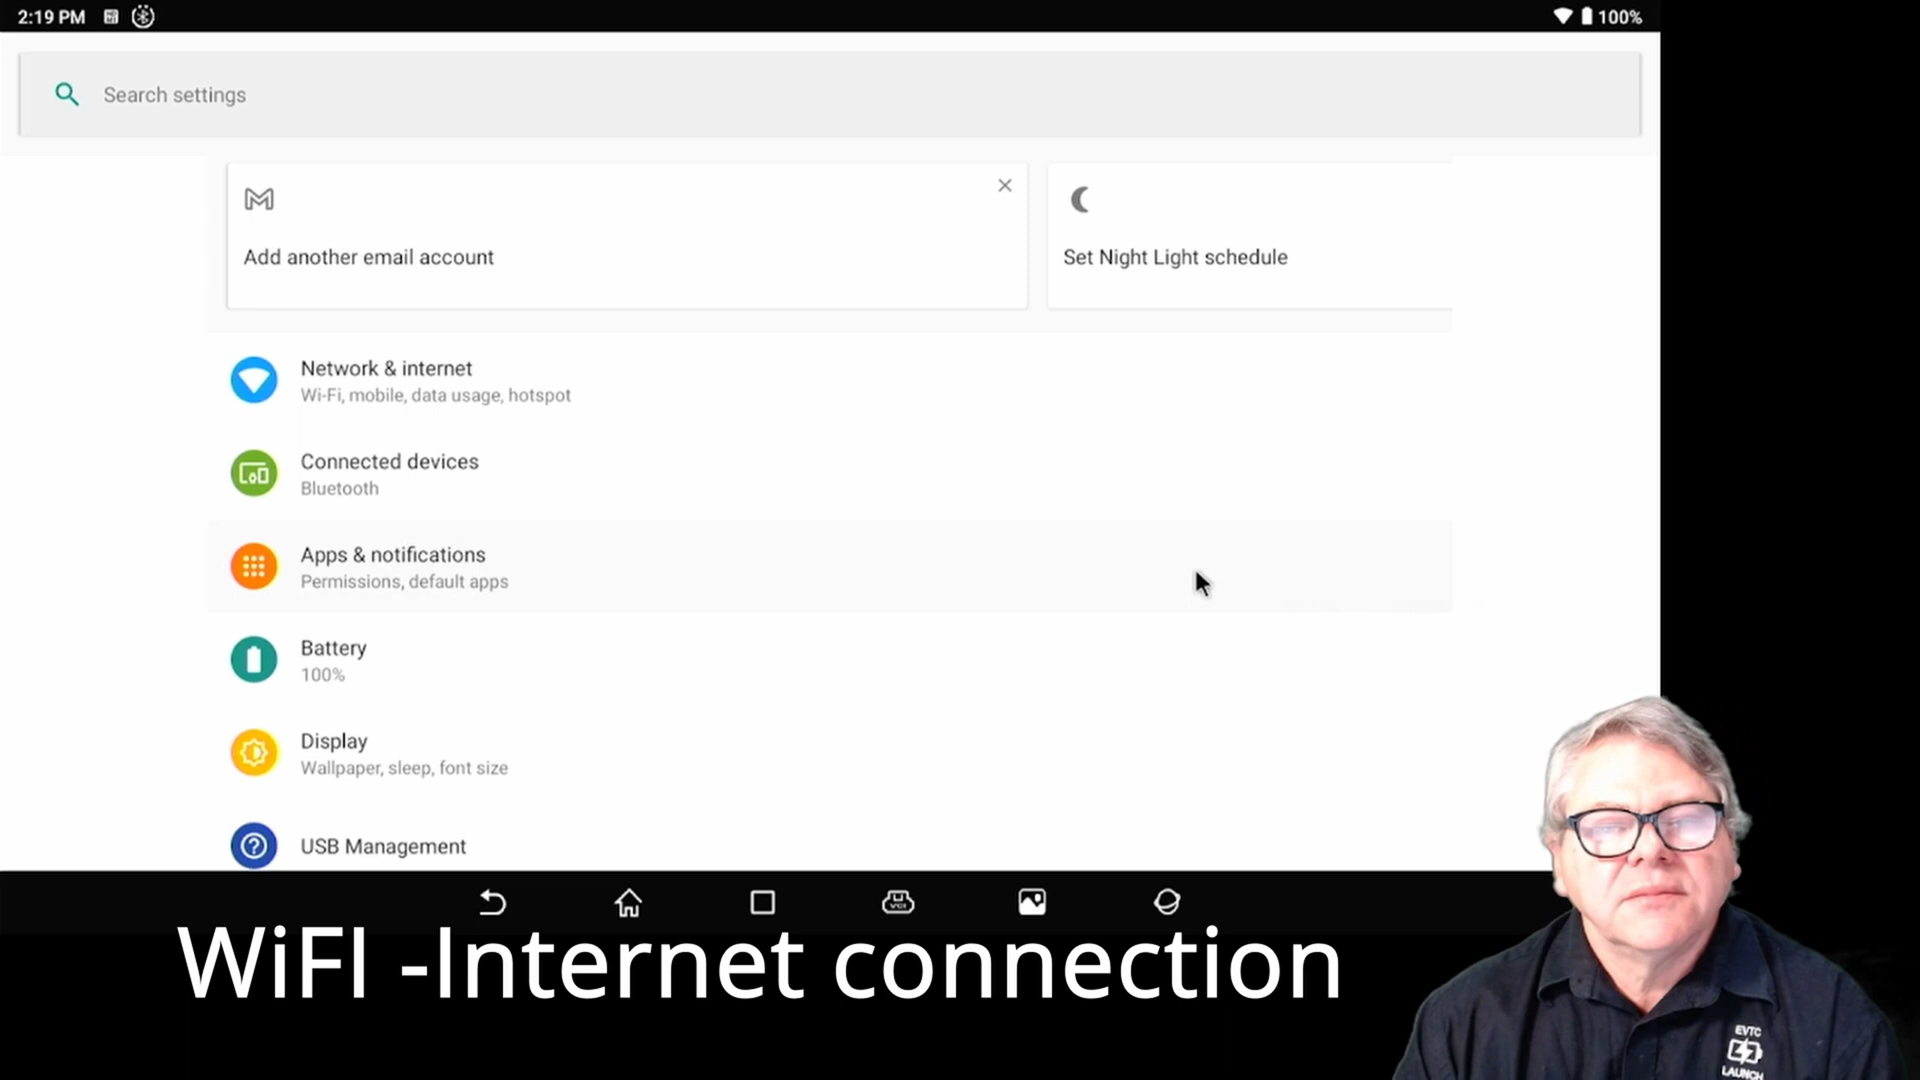 2:19 PM
100%
Search settings
Add another email account
Set Night Light schedule
Network & internet
Wi-Fi, mobile, data usage, hotspot
Connected devices
Bluetooth
Apps & notifications
Permissions, default apps
Battery
100%
Display
Wallpaper, sleep, font size
USB Management
VCI
WiFI -Internet connection
EVTC
LAUNCH